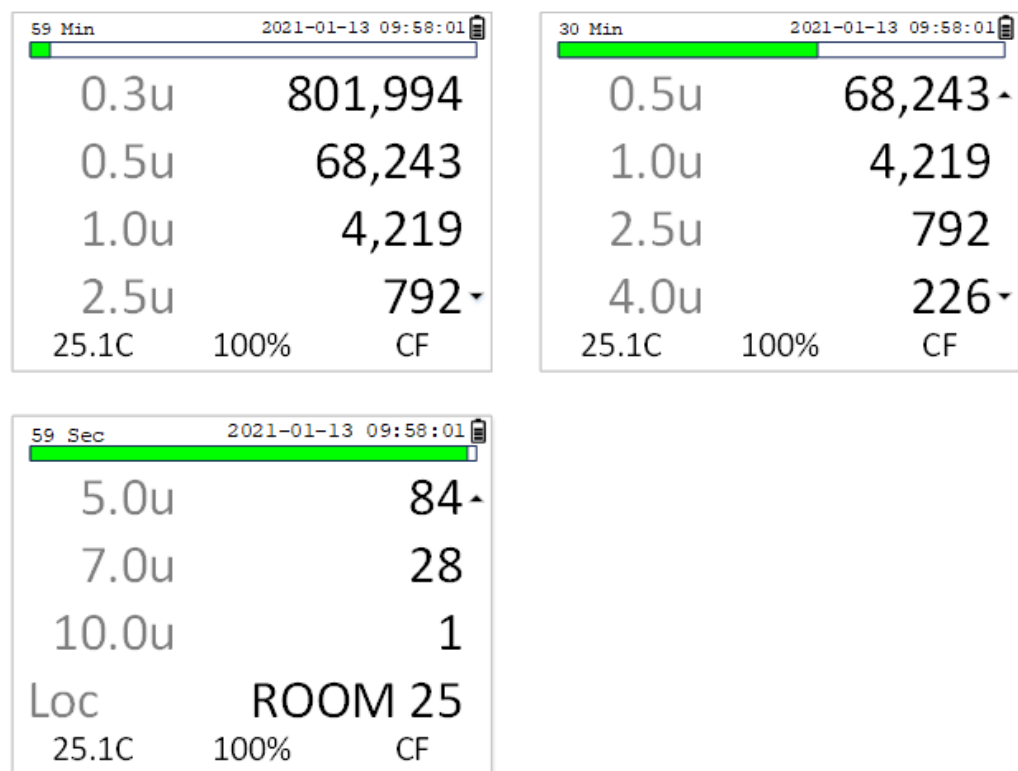 59 Min 2021-01-13 09:58:01
0.3u 801,994
0.5u 68,243
1.0u 4,219
2.5u 792
25.1C 100% CF
30 Min 2021-01-13 09:58:01
0.5u 68,243
1.0u 4,219
2.5u 792
4.0u 226
25.1C 100% CF
59 Sec 2021-01-13 09:58:01
5.0u 84
7.0u 28
10.0u 1
Loc ROOM 25
25.1C 100% CF